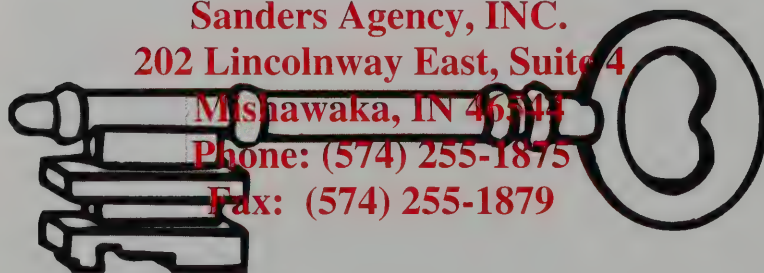 Sanders Agency, INC.
202 Lincolnway East, Suite 4
Mishawaka, IN 46544
Phone: (574) 255-1875
Fax: (574) 255-1879